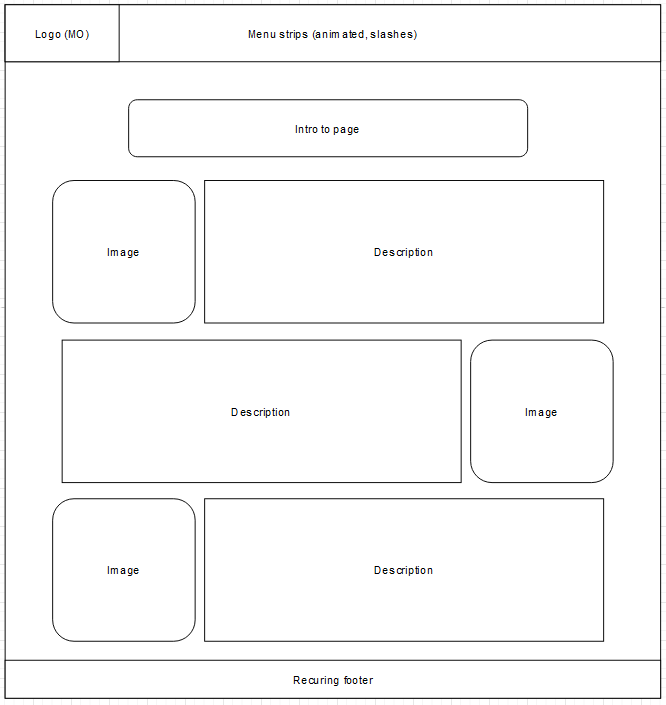 Logo (MO)
Menu strips (animated, slashes)
Intro to page
Image
Description
Description
Image
Image
Description
Recuring footer